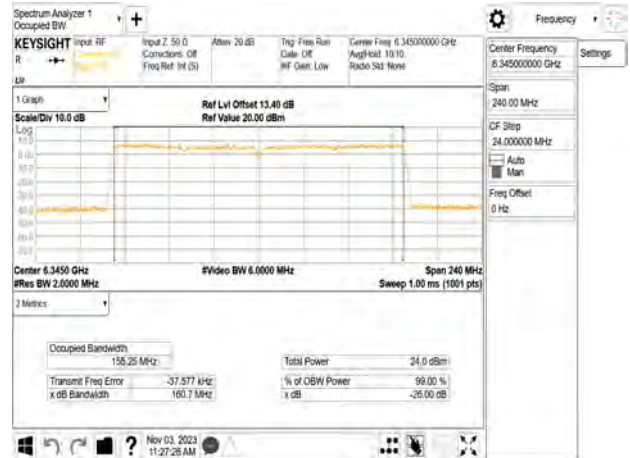 Spectrum Analyzer 1
Occupied BW
Frequency
KEYSIGHT
Input: RF
Input Z: 50 Ω
Corrections: Off
Freq Ref: Int (S)
Atten: 20 dB
Trig: Free Run
Gate: Off
#IF Gain: Low
Center Freq: 6.345000000 GHz
Avg|Hold: 10/10
Radio Std: None
R
Center Frequency
6.345000000 GHz
Settings
Span
240.00 MHz
CF Step
24.000000 MHz
Auto
Man
Freq Offset
0 Hz
1 Graph
Scale/Div 10.0 dB
Ref Lvl Offset 13.40 dB
Ref Value 20.00 dBm
Log
Center 6.3450 GHz
#Res BW 2.0000 MHz
#Video BW 6.0000 MHz
Span 240 MHz
Sweep 1.00 ms (1001 pts)
2 Metrics
Occupied Bandwidth
155.25 MHz
Total Power
24.0 dBm
Transmit Freq Error
-37.577 kHz
% of OBW Power
99.00 %
x dB Bandwidth
160.7 MHz
x dB
-26.00 dB
Nov 03, 2023
11:27:26 AM